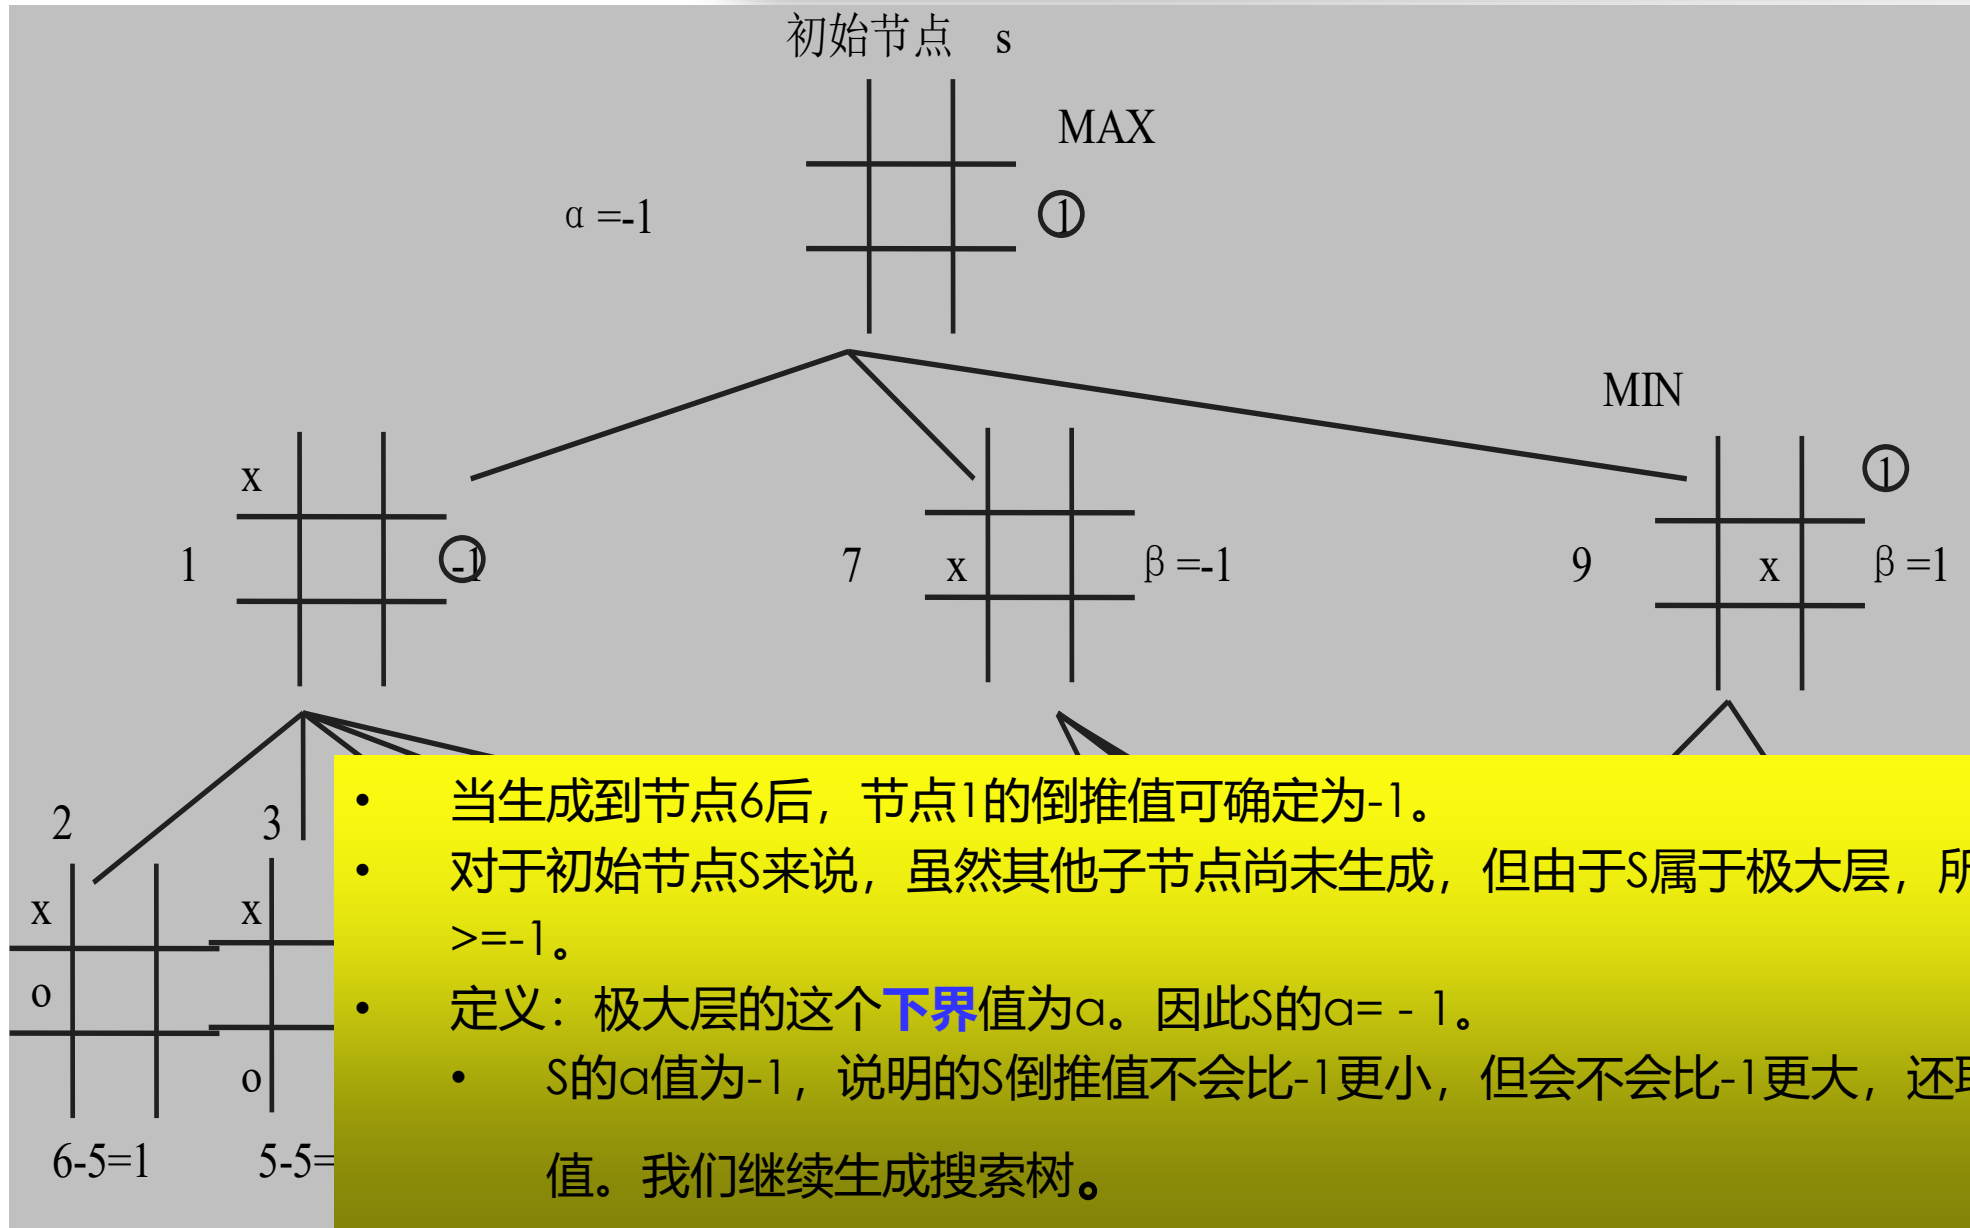 初始节点 s
MAX
α =-1
1
MIN
x
1
1
-1
7
x
β =-1
9
x
β =1
2
3
x
x
o
o
6-5=1
5-5=
• 当生成到节点6后，节点1的倒推值可确定为-1。
• 对于初始节点S来说，虽然其他子节点尚未生成，但由于S属于极大层，所
>=-1。
• 定义：极大层的这个下界值为α。因此S的α= - 1。
• S的α值为-1，说明的S倒推值不会比-1更小，但会不会比-1更大，还
值。我们继续生成搜索树。